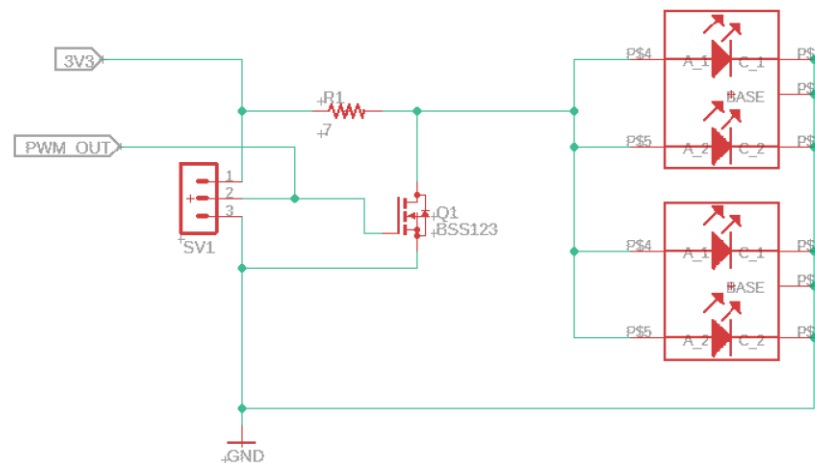 3V3
PWM_OUT
R1
7
1
2
3
SV1
Q1
BSS123
GND
P$4
A_1
C_1
P$
BASE
P$
P$5
A_2
C_2
P$
P$4
A_1
C_1
P$
BASE
P$
P$5
A_2
C_2
P$